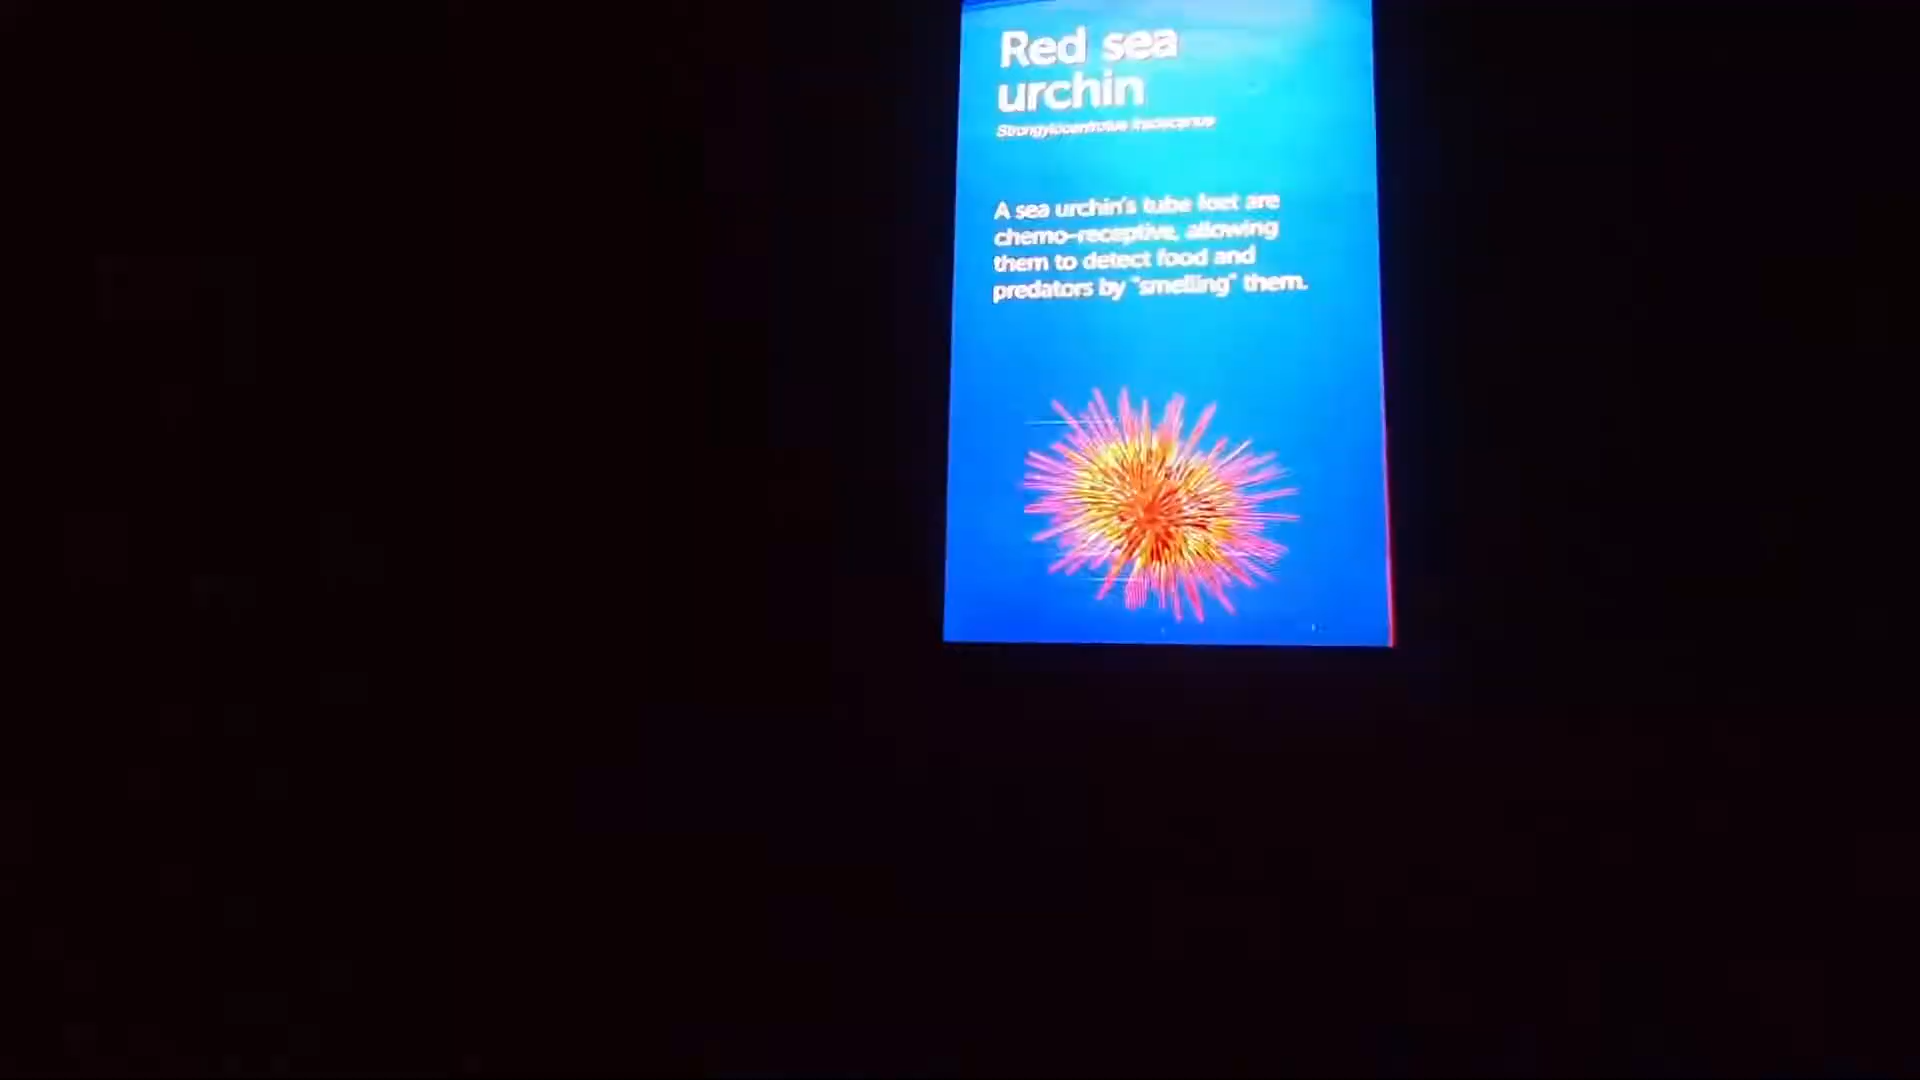 Red sea
urchin
A sea urchin's tube feet are
chemo-receptive, allowing
them to detect food and
predators by "smelling" them.